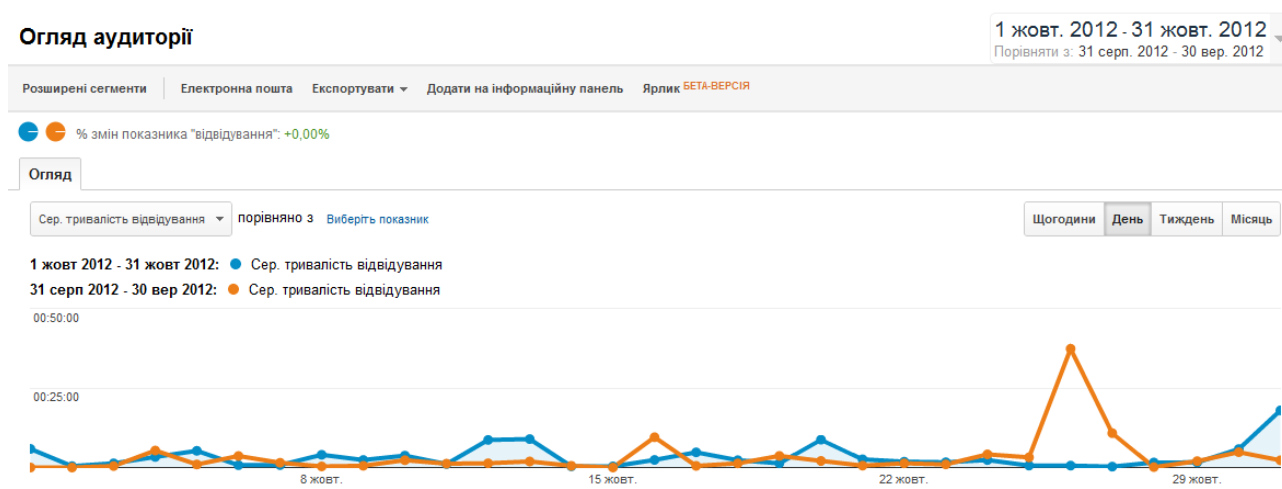 Огляд аудиторії
1 жовт. 2012 - 31 жовт. 2012
Порівняти з: 31 серп. 2012 - 30 вер. 2012
Розширені сегменти Електронна пошта Експортувати Додати на інформаційну панель Ярлик БЕТА-ВЕРСІЯ
% змін показника "відвідування": +0,00%
Огляд
Сер. тривалість відвідування порівняно з Виберіть показник Щогодини День Тиждень Місяць
1 жовт 2012 - 31 жовт 2012: Сер. тривалість відвідування
31 серп 2012 - 30 вер 2012: Сер. тривалість відвідування
00:50:00
00:25:00
8 жовт. 15 жовт. 22 жовт. 29 жовт.